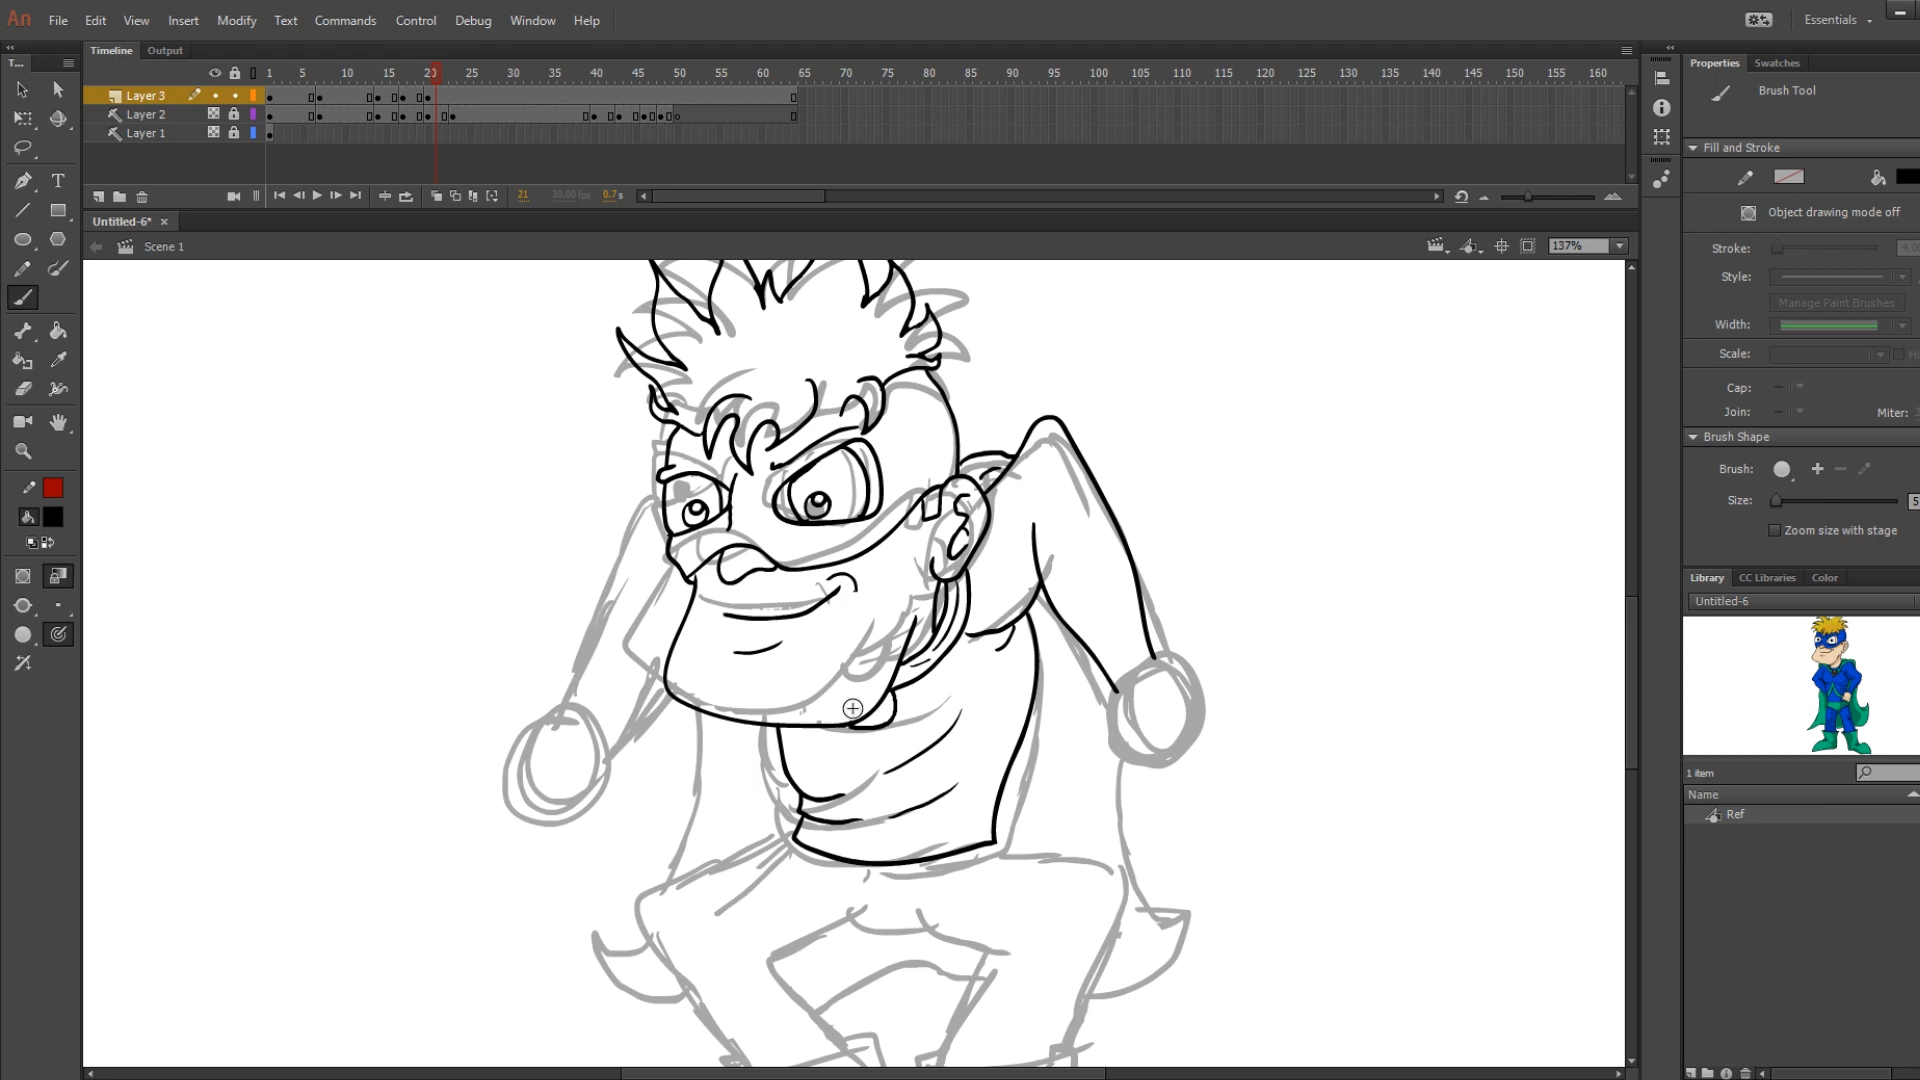 An File Edit View Insert Modify Text Commands Control Debug Window Help Essentials
Timeline Output
T...
1 5 10 15 20 25 30 35 40 45 50 55 60 65 70 75 80 85 90 95 100 105 110 115 120 125 130 135 140 145 150 155 160
Layer 3
Layer 2
Layer 1
21 30.00 fps 0.7 s
Untitled-6*
Scene 1
137%
Properties Swatches
Brush Tool
Fill and Stroke
Object drawing mode off
Stroke:
Style:
Manage Paint Brushes
Width:
Scale:
Cap:
Join: Miter:
Brush Shape
Brush:
Size: 5
Zoom size with stage
Library CC Libraries Color
Untitled-6
1 item
Name
Ref